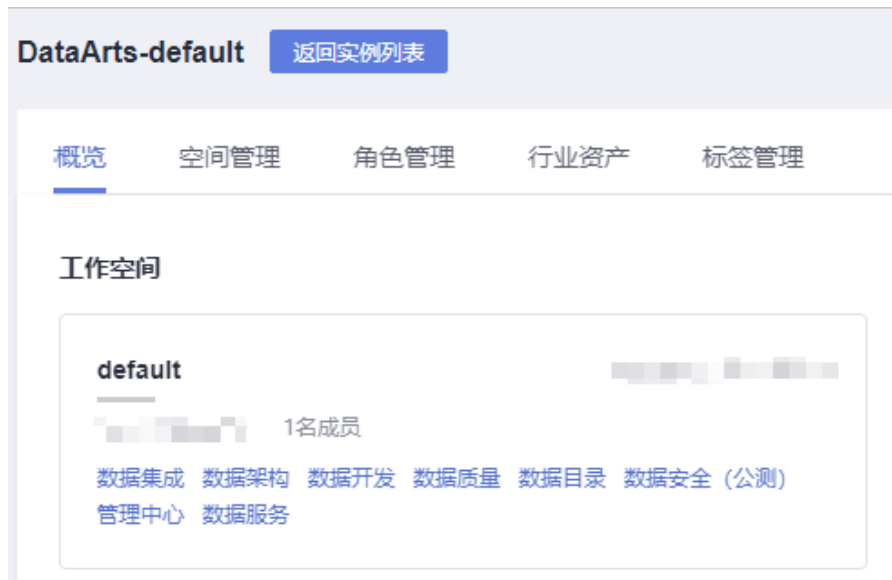 DataArts-default 返回实例列表
概览 空间管理 角色管理 行业资产 标签管理
工作空间
default
1名成员
数据集成 数据架构 数据开发 数据质量 数据目录 数据安全（公测）
管理中心 数据服务